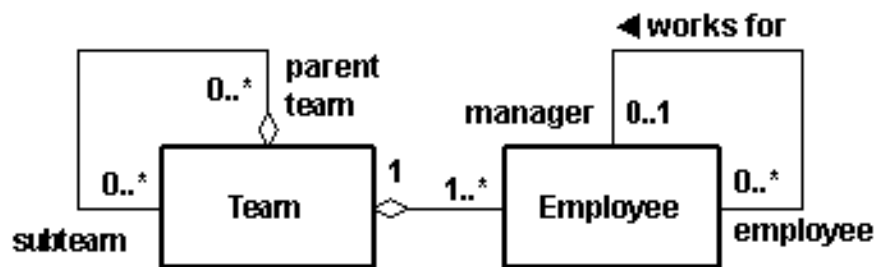 ◀ works for
parent
team
0..*
manager
0..1
0..*
Team
1
1..*
Employee
0..*
subteam
employee